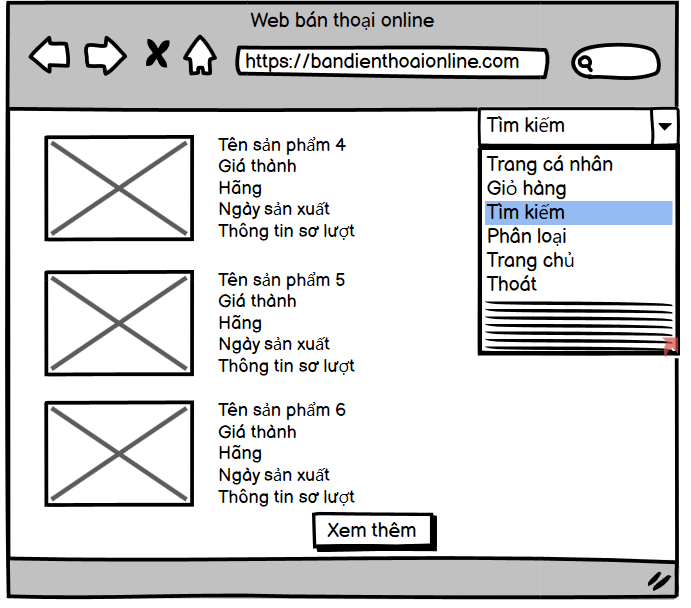 Web bán thoại online
https://bandienthoaionline.com
Tìm kiếm
Trang cá nhân
Giỏ hàng
Tìm kiếm
Phân loại
Trang chủ
Thoát
Tên sản phẩm 4
Giá thành
Hãng
Ngày sản xuất
Thông tin sơ lượt
Tên sản phẩm 5
Giá thành
Hãng
Ngày sản xuất
Thông tin sơ lượt
Tên sản phẩm 6
Giá thành
Hãng
Ngày sản xuất
Thông tin sơ lượt
Xem thêm